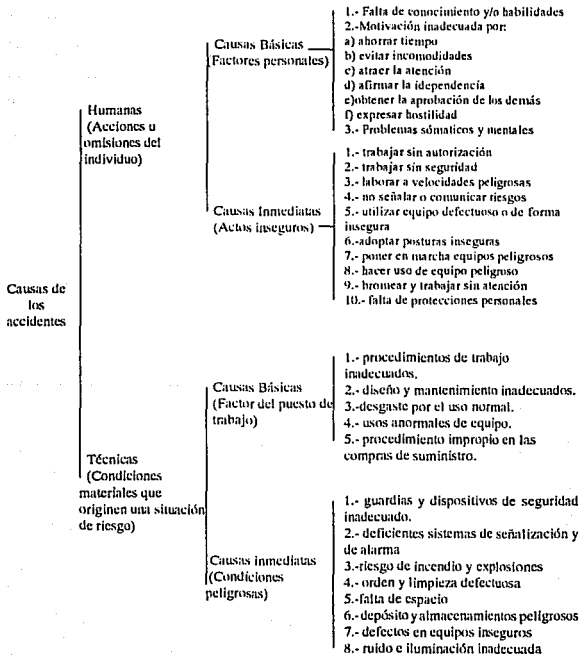 Causas de
los
accidentes
Humanas
(Acciones u
omisiones del
individuo)
Causas Básicas
(Factores personales)
1.- Falta de conocimiento y/o habilidades
2.-Motivación inadecuada por:
a) ahorrar tiempo
b) evitar incomodidades
c) atraer la atención
d) afirmar la idependencia
e)obtener la aprobación de los demás
f) expresar hostilidad
3.- Problemas sómaticos y mentales
Causas Inmediatas
(Actos inseguros)
1.- trabajar sin autorización
2.- trabajar sin seguridad
3.- laborar a velocidades peligrosas
4.- no señalar o comunicar riesgos
5.- utilizar equipo defectuoso o de forma
insegura
6.-adoptar posturas inseguras
7.- poner en marcha equipos peligrosos
8.- hacer uso de equipo peligroso
9.- bromear y trabajar sin atención
10.- falta de protecciones personales
Técnicas
(Condiciones
materiales que
originen una situación
de riesgo)
Causas Básicas
(Factor del puesto de
trabajo)
1.- procedimientos de trabajo
inadecuados.
2.- diseño y mantenimiento inadecuados.
3.-desgaste por el uso normal.
4.- usos anormales de equipo.
5.- procedimiento impropio en las
compras de suministro.
Causas inmediatas
(Condiciones
peligrosas)
1.- guardias y dispositivos de seguridad
inadecuado.
2.- deficientes sistemas de señalización y
de alarma
3.-riesgo de incendio y explosiones
4.- orden y limpieza defectuosa
5.-falta de espacio
6.-depósito y almacenamientos peligrosos
7.- defectos en equipos inseguros
8.- ruido e iluminación inadecuada